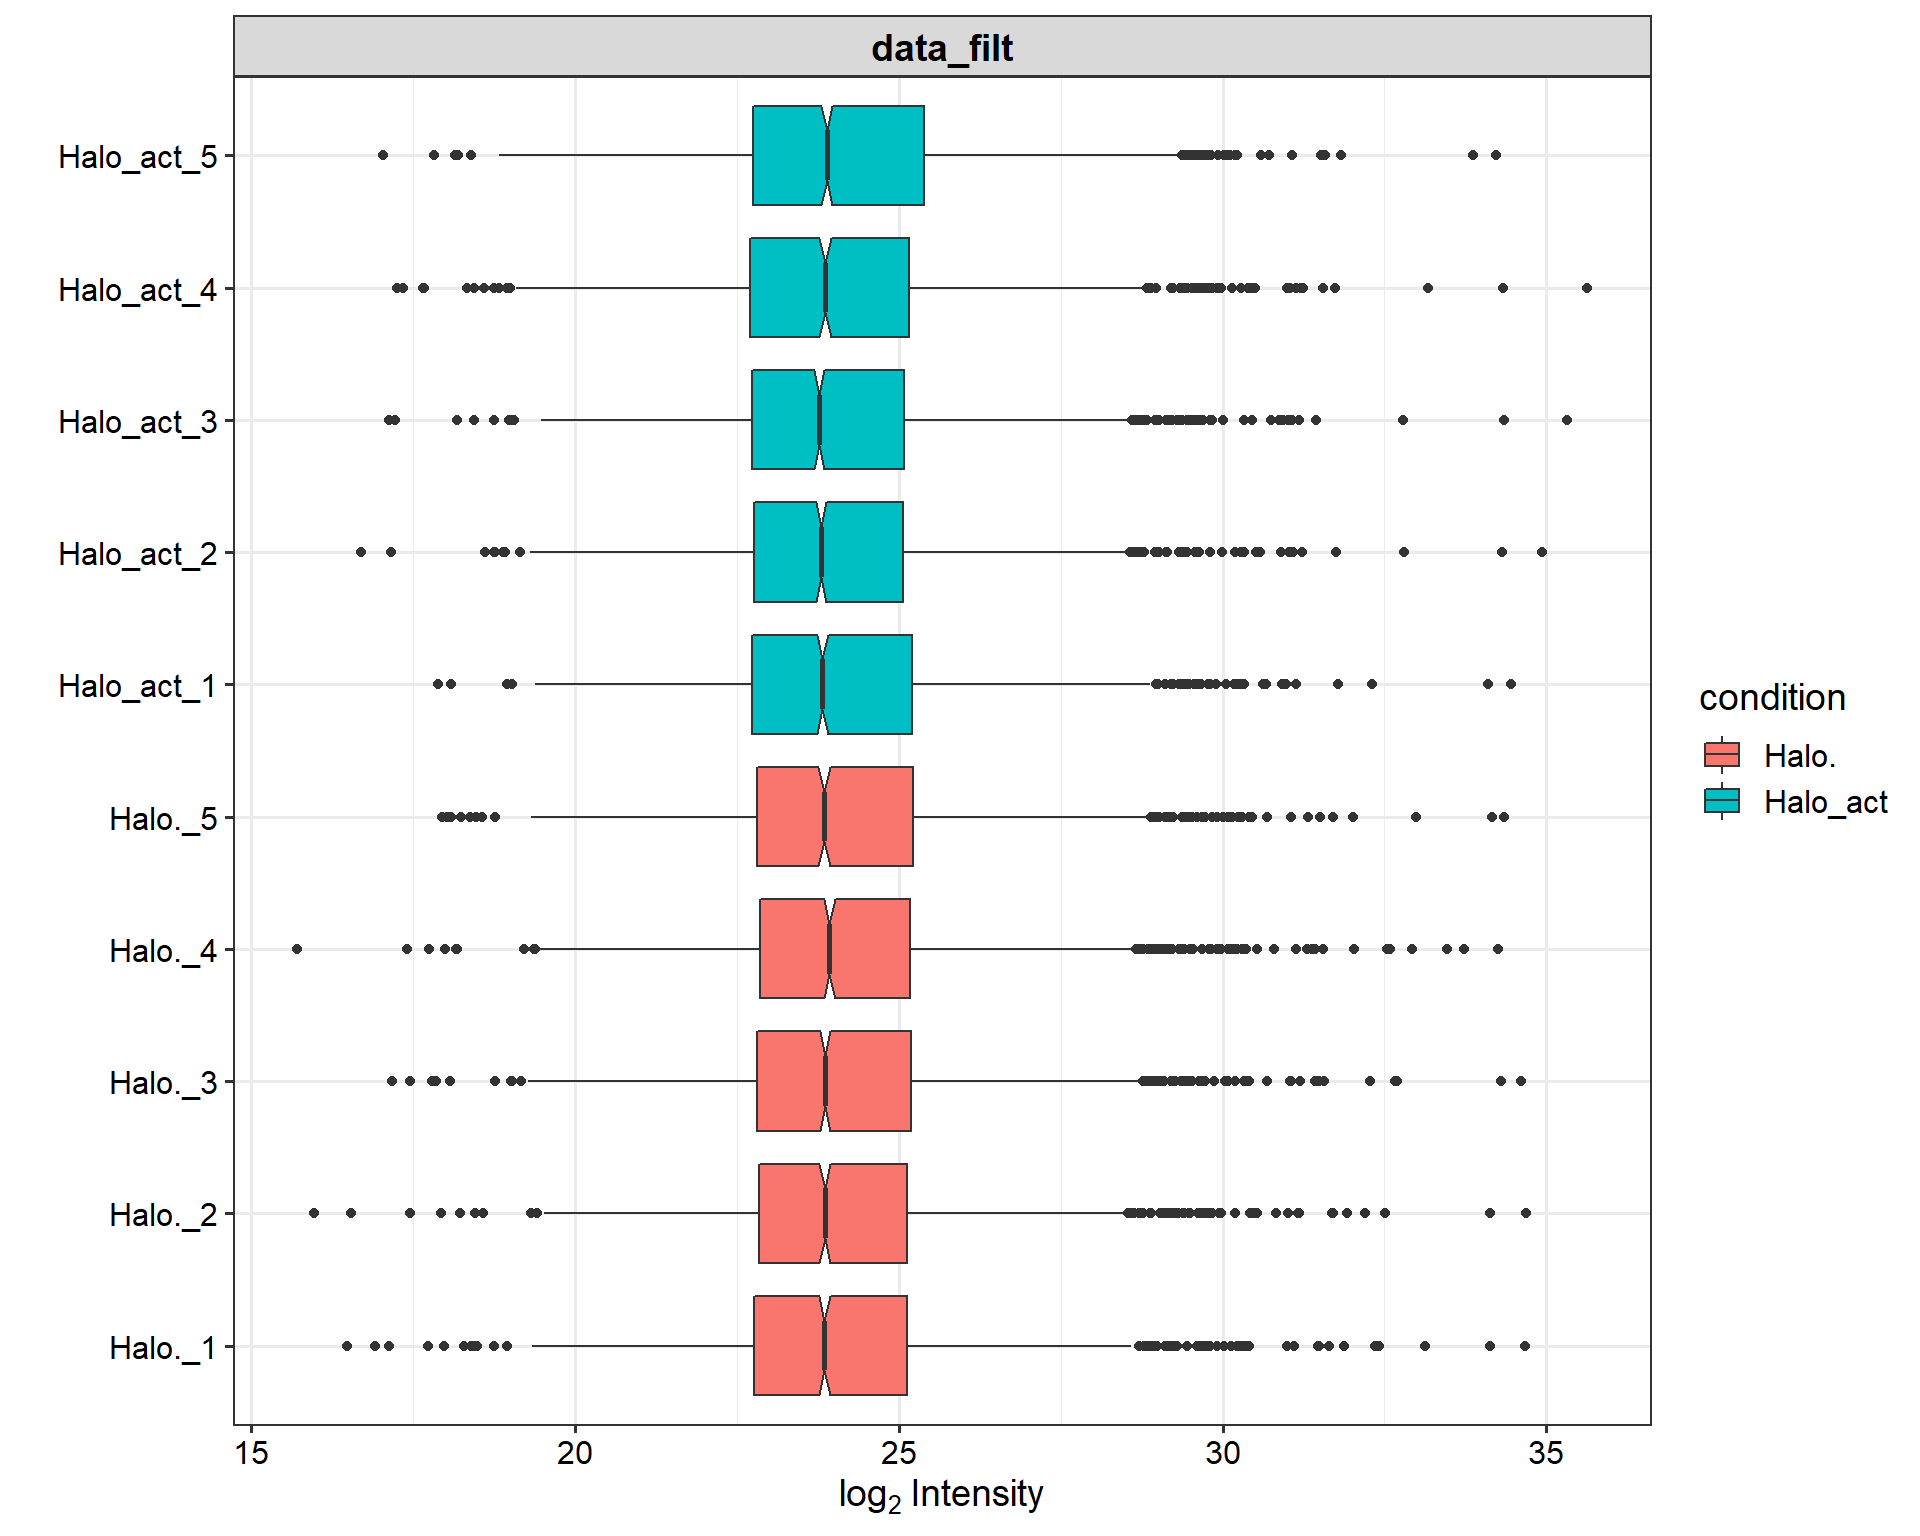 data_filt
Halo_act_5
Halo_act_4
Halo_act_3
Halo_act_2
Halo_act_1
Halo._5
Halo._4
Halo._3
Halo._2
Halo._1
15 20 25 30 35
log₂ Intensity
condition
Halo.
Halo_act